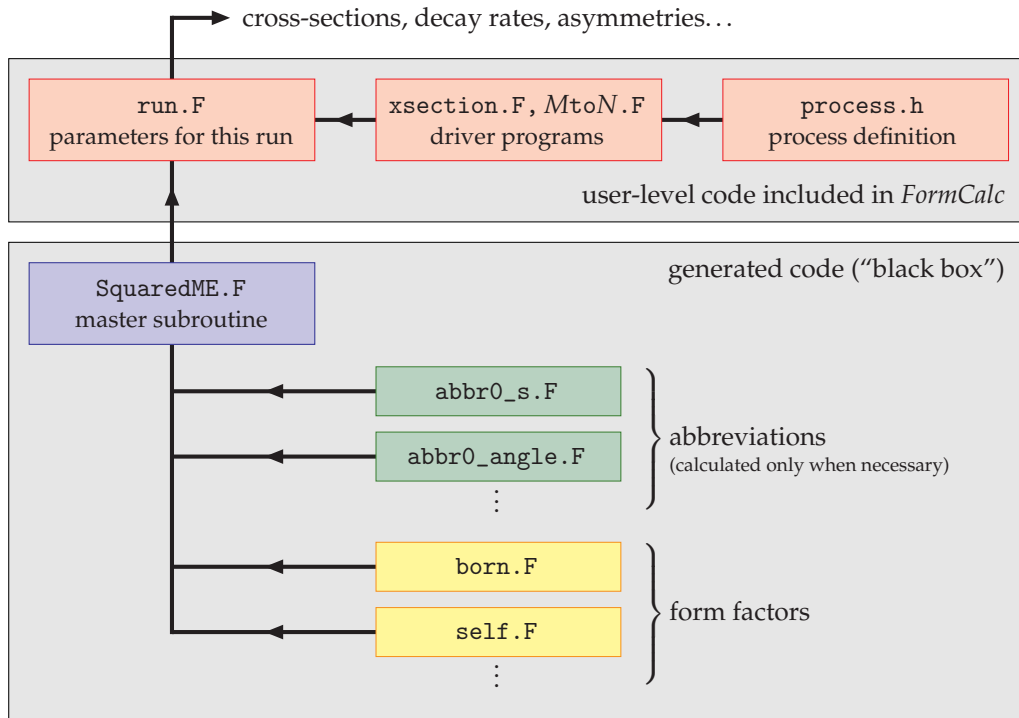 cross-sections, decay rates, asymmetries…
run.F
parameters for this run
xsection.F, MtoN.F
driver programs
process.h
process definition
user-level code included in FormCalc
generated code (“black box”)
SquaredME.F
master subroutine
abbr0_s.F
abbr0_angle.F
⋮
abbreviations
(calculated only when necessary)
born.F
self.F
⋮
form factors